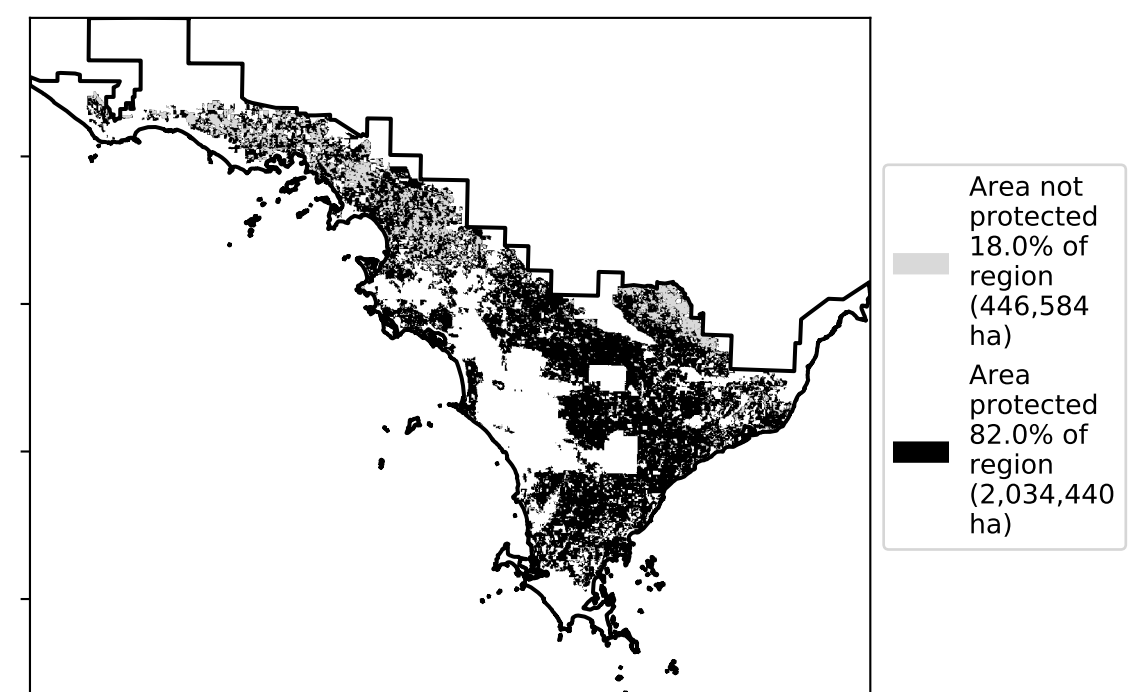 Area not
protected
18.0% of
region
(446,584
ha)
Area
protected
82.0% of
region
(2,034,440
ha)